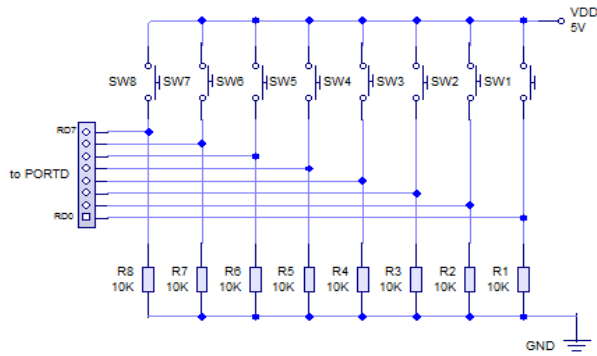 VDD
5V
SW8 SW7 SW6 SW5 SW4 SW3 SW2 SW1
RD7
to PORTD
RD0
R8 R7 R6 R5 R4 R3 R2 R1
10K 10K 10K 10K 10K 10K 10K 10K
GND